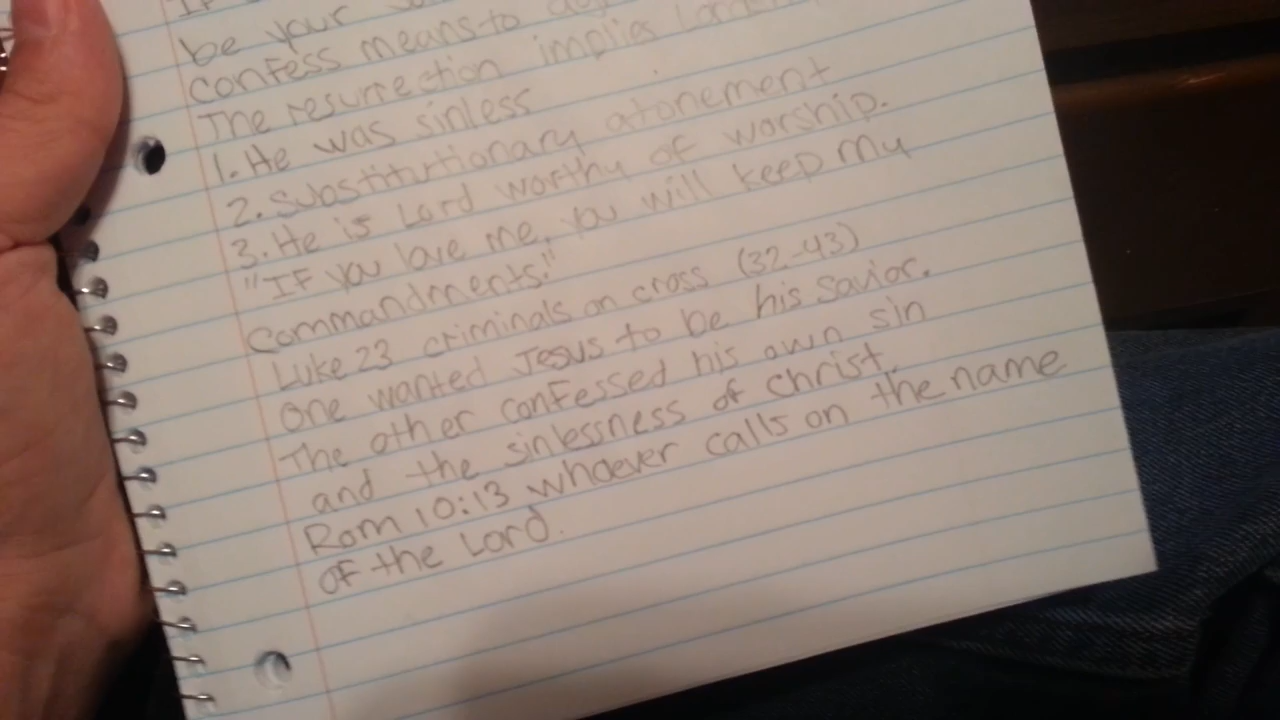 be your
confess means to
The resurrection implies
1. He was sinless
2. Substitutionary atonement
3. He is Lord worthy of worship.
"IF you love me, you will keep my
commandments."
Luke 23 criminals on cross (32-43)
one wanted Jesus to be his savior.
The other confessed his own sin
and the sinlessness of christ.
Rom 10:13 whoever calls on the name
of the Lord.